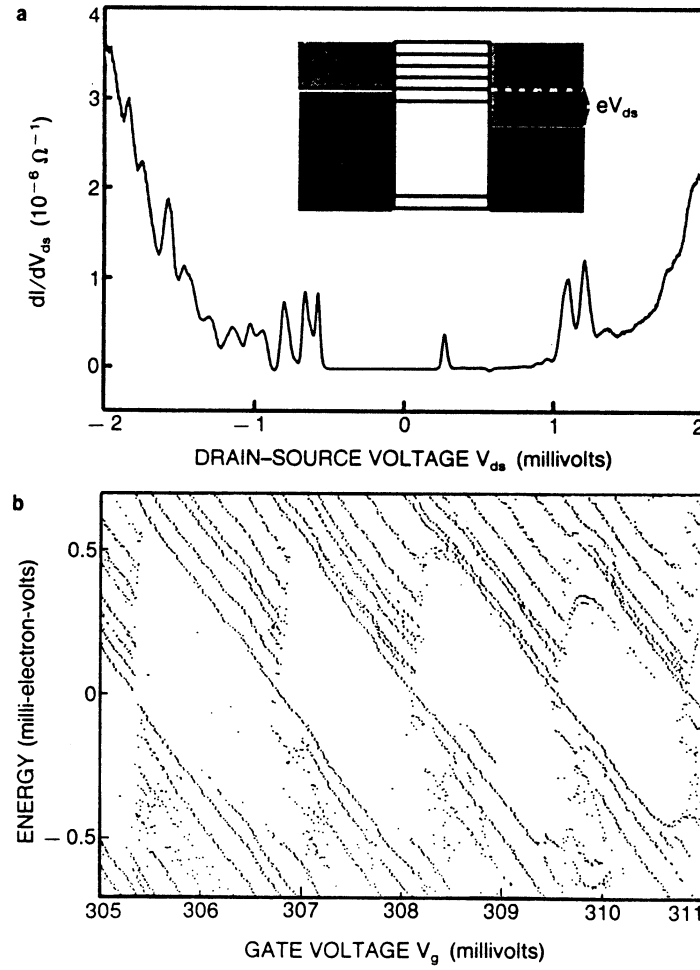 a
4
3
2
1
0
dI/dV_ds (10⁻⁶ Ω⁻¹)
eV_ds
−2
−1
0
1
2
DRAIN–SOURCE VOLTAGE V_ds (millivolts)
b
0.5
0
−0.5
ENERGY (milli-electron-volts)
305
306
307
308
309
310
311
GATE VOLTAGE V_g (millivolts)